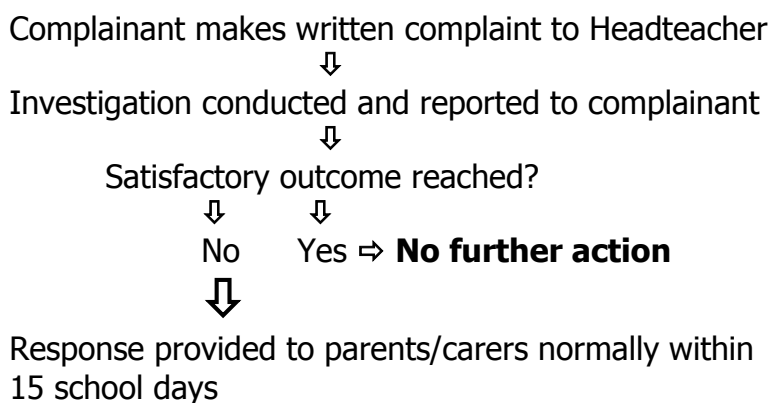 Complainant makes written complaint to Headteacher
⇩
Investigation conducted and reported to complainant
⇩
Satisfactory outcome reached?
⇩ ⇩
No Yes ⇨ No further action
⇩
Response provided to parents/carers normally within
15 school days